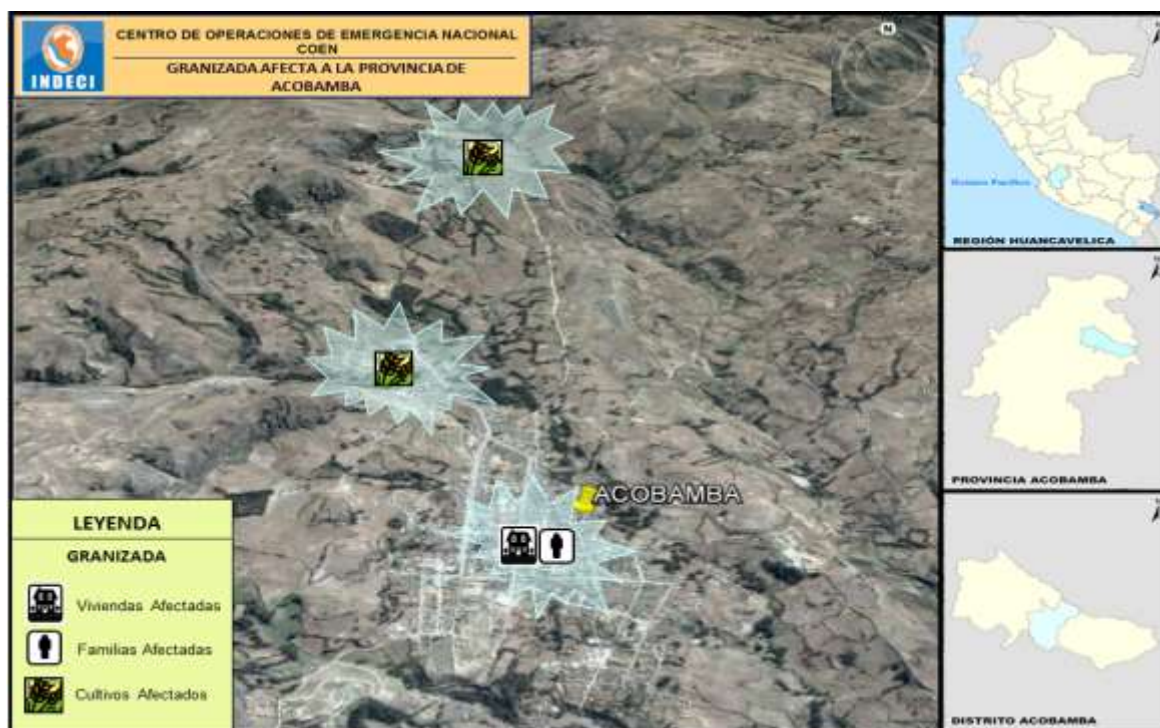 INDECI
CENTRO DE OPERACIONES DE EMERGENCIA NACIONAL
COEN
GRANIZADA AFECTA A LA PROVINCIA DE
ACOBAMBA
N
ACOBAMBA
LEYENDA
GRANIZADA
Viviendas Afectadas
Familias Afectadas
Cultivos Afectados
REGIÓN HUANCAVELICA
PROVINCIA ACOBAMBA
DISTRITO ACOBAMBA